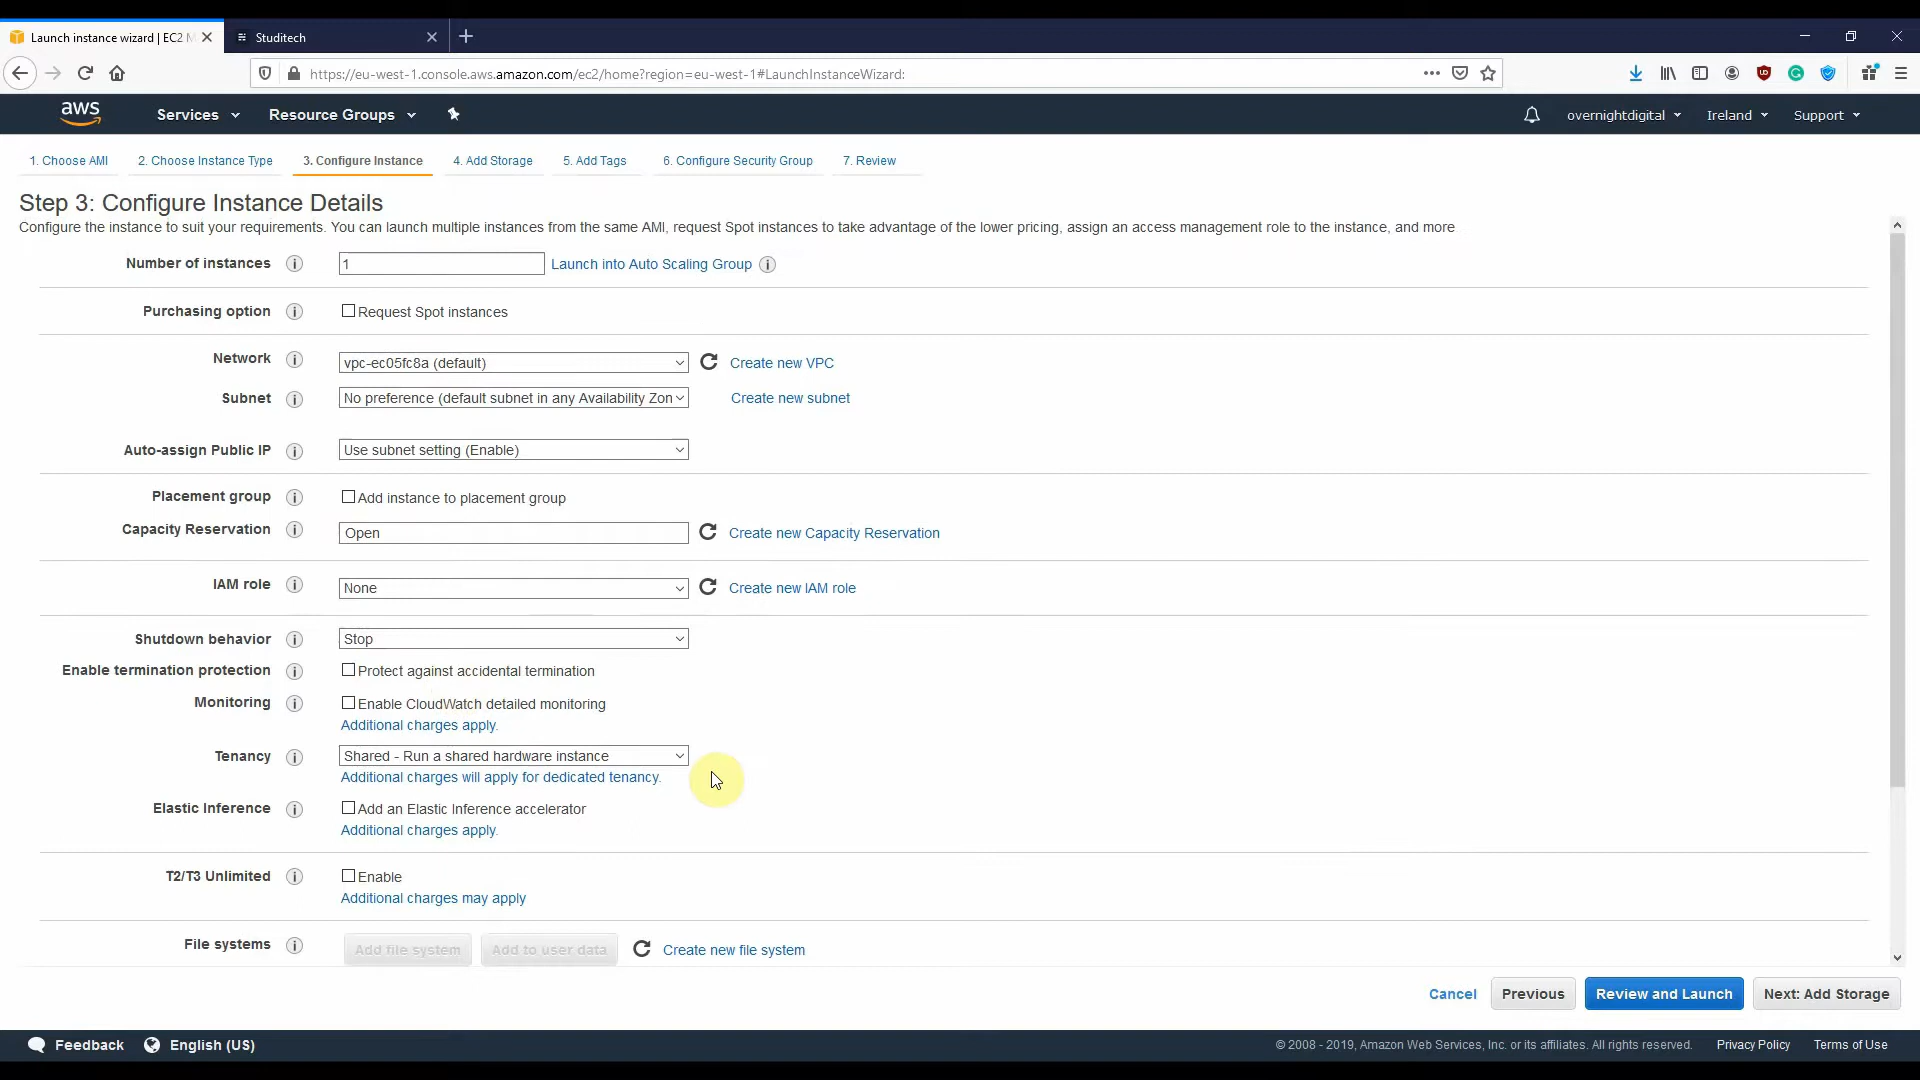 Launch instance wizard | EC2 M
Studitech
https://eu-west-1.console.aws.amazon.com/ec2/home?region=eu-west-1#LaunchInstanceWizard:
aws Services Resource Groups overnightdigital Ireland Support
1. Choose AMI 2. Choose Instance Type 3. Configure Instance 4. Add Storage 5. Add Tags 6. Configure Security Group 7. Review
Step 3: Configure Instance Details
Configure the instance to suit your requirements. You can launch multiple instances from the same AMI, request Spot instances to take advantage of the lower pricing, assign an access management role to the instance, and more
Number of instances 1 Launch into Auto Scaling Group
Purchasing option Request Spot instances
Network vpc-ec05fc8a (default) Create new VPC
Subnet No preference (default subnet in any Availability Zon Create new subnet
Auto-assign Public IP Use subnet setting (Enable)
Placement group Add instance to placement group
Capacity Reservation Open Create new Capacity Reservation
IAM role None Create new IAM role
Shutdown behavior Stop
Enable termination protection Protect against accidental termination
Monitoring Enable CloudWatch detailed monitoring
Additional charges apply.
Tenancy Shared - Run a shared hardware instance
Additional charges will apply for dedicated tenancy.
Elastic Inference Add an Elastic Inference accelerator
Additional charges apply.
T2/T3 Unlimited Enable
Additional charges may apply
File systems Add file system Add to user data Create new file system
Cancel Previous Review and Launch Next: Add Storage
Feedback English (US) © 2008 - 2019, Amazon Web Services, Inc. or its affiliates. All rights reserved. Privacy Policy Terms of Use